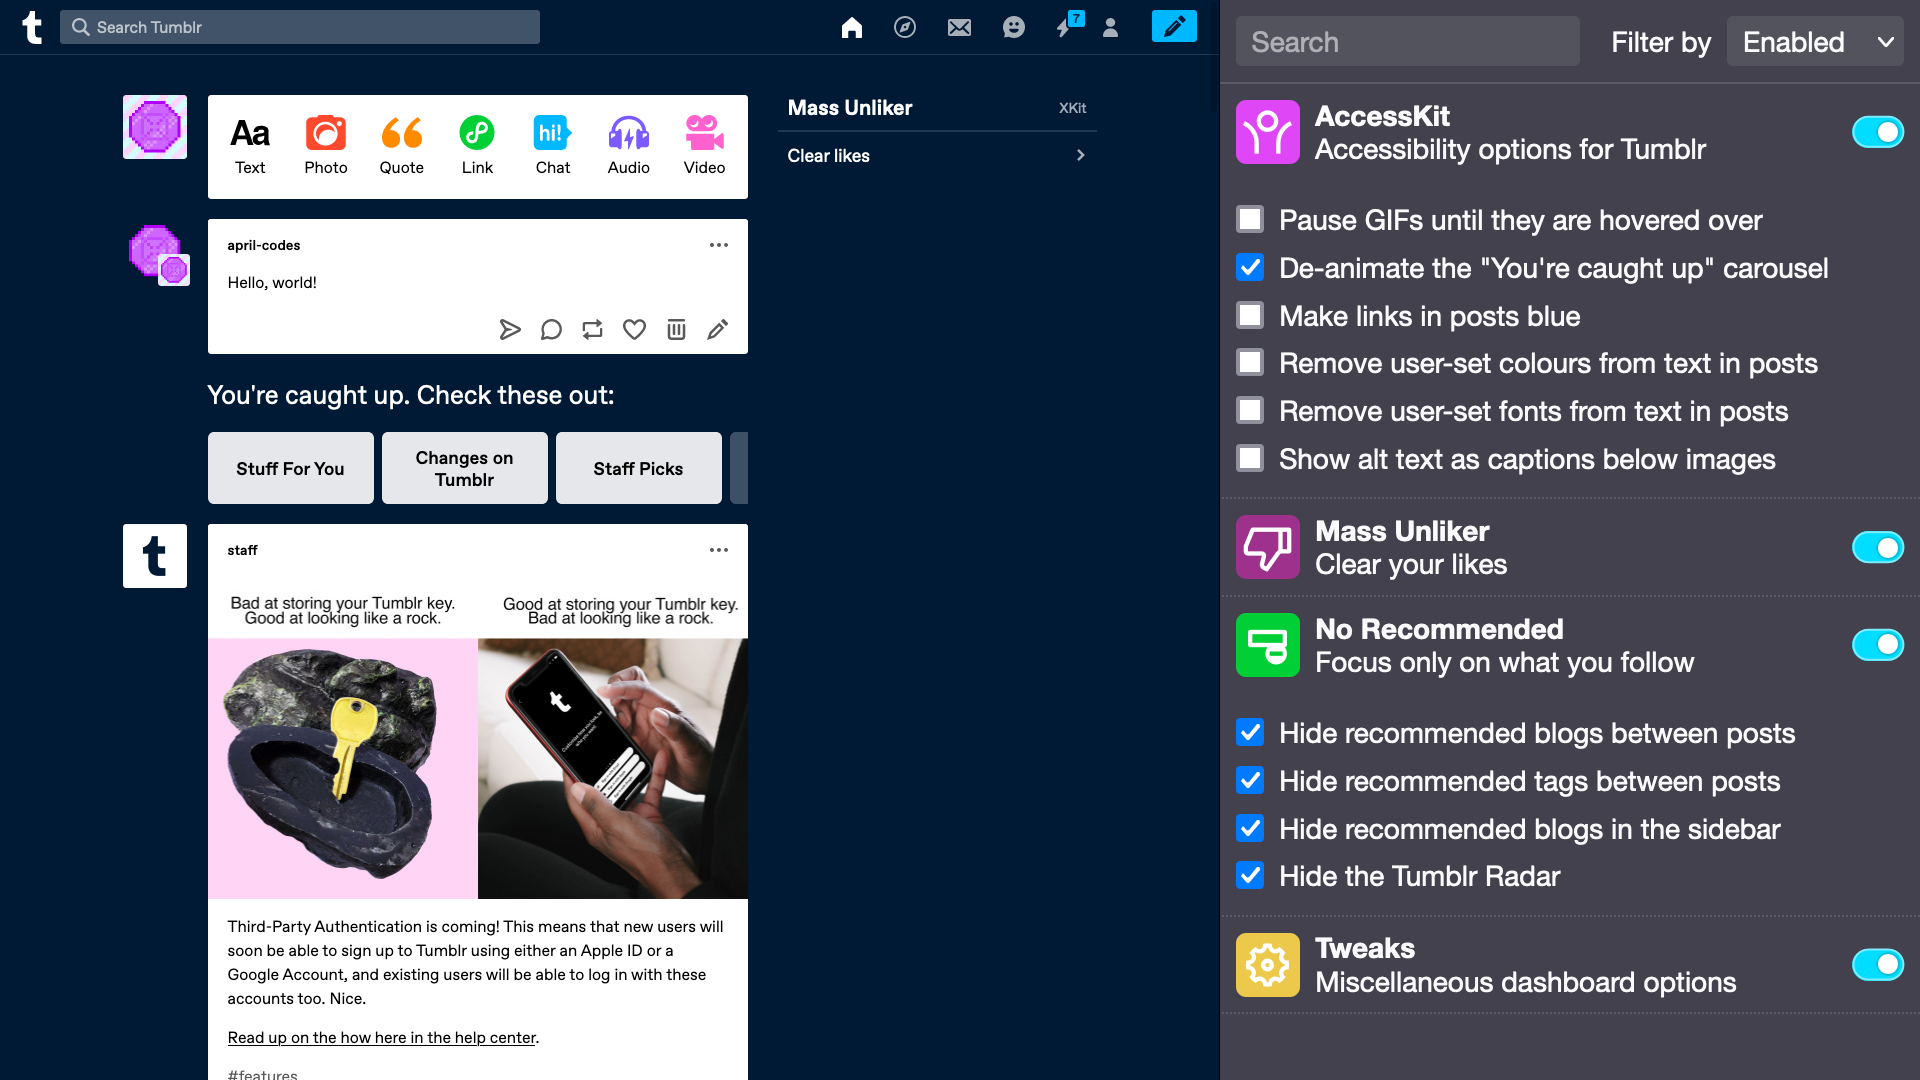 t
Search Tumblr
7
Aa
Text
Photo
Quote
Link
hi!
Chat
Audio
Video
april-codes
Hello, world!
You're caught up. Check these out:
Stuff For You
Changes on
Tumblr
Staff Picks
t
staff
Bad at storing your Tumblr key.
Good at looking like a rock.
Good at storing your Tumblr key.
Bad at looking like a rock.
t
Third-Party Authentication is coming! This means that new users will
soon be able to sign up to Tumblr using either an Apple ID or a
Google Account, and existing users will be able to log in with these
accounts too. Nice.
Read up on the how here in the help center.
#features
Mass Unliker
XKit
Clear likes
Search
Filter by
Enabled
AccessKit
Accessibility options for Tumblr
Pause GIFs until they are hovered over
De-animate the "You're caught up" carousel
Make links in posts blue
Remove user-set colours from text in posts
Remove user-set fonts from text in posts
Show alt text as captions below images
Mass Unliker
Clear your likes
No Recommended
Focus only on what you follow
Hide recommended blogs between posts
Hide recommended tags between posts
Hide recommended blogs in the sidebar
Hide the Tumblr Radar
Tweaks
Miscellaneous dashboard options